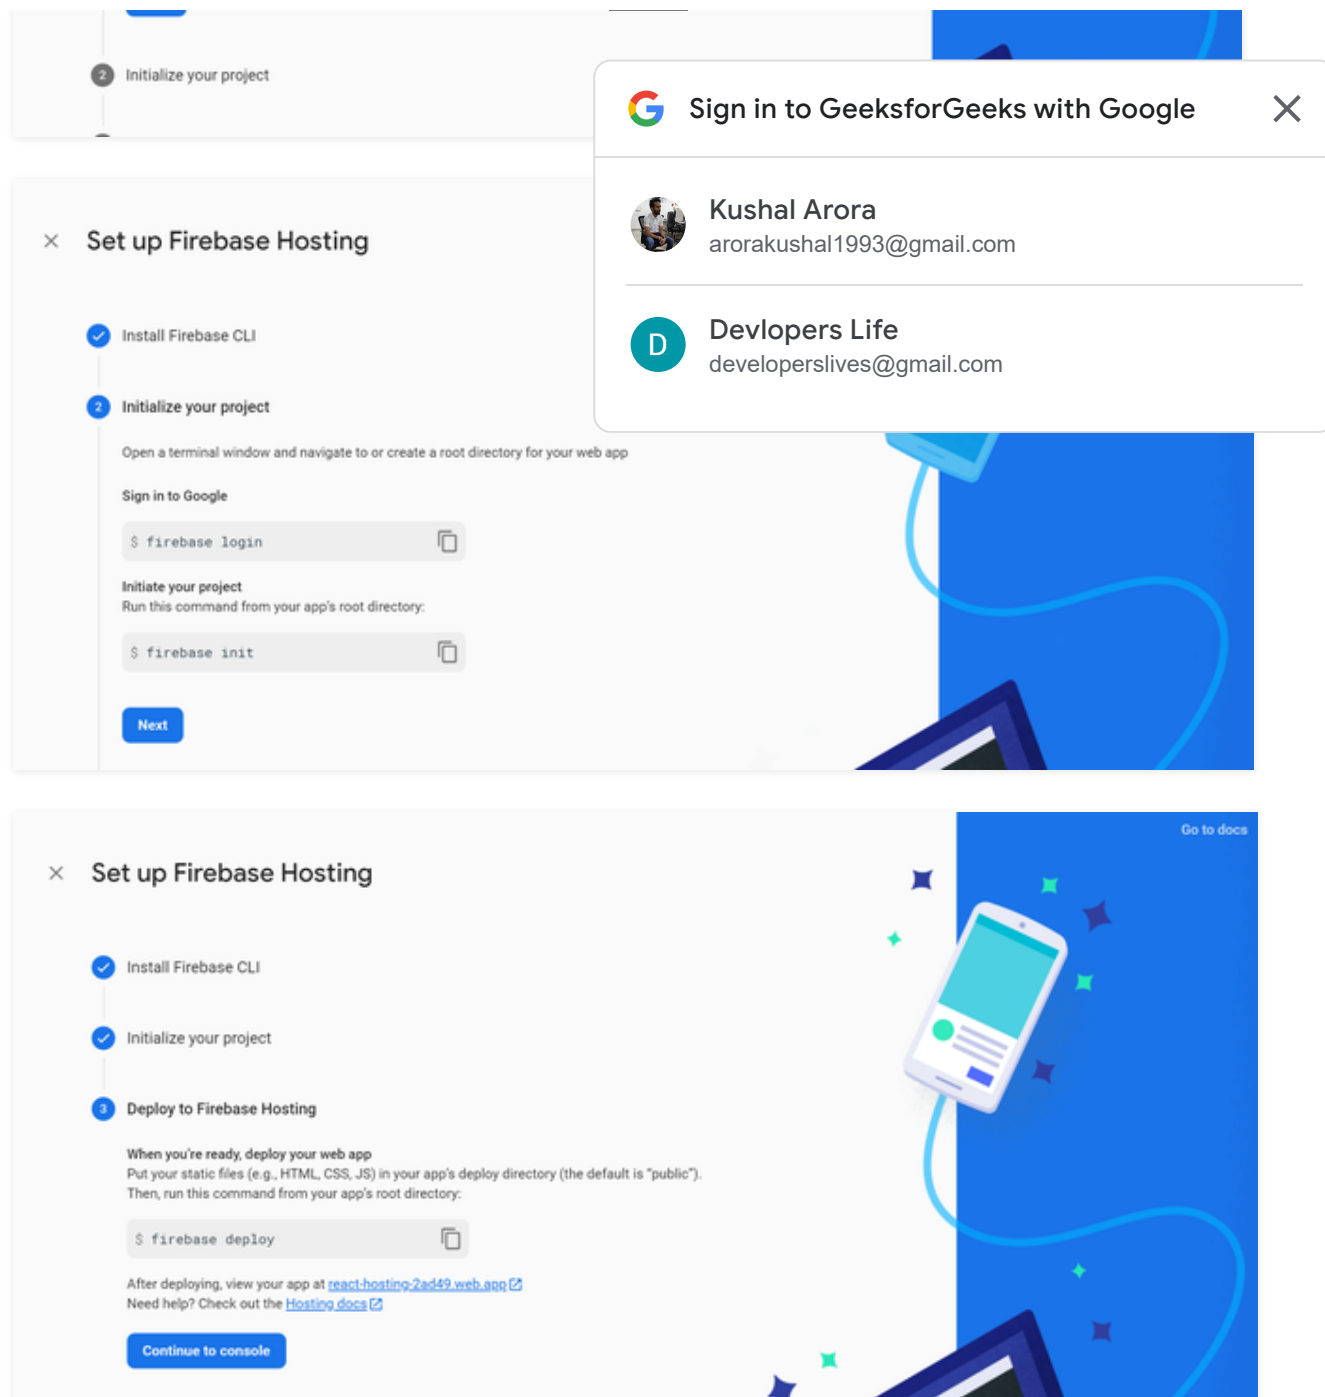 2 Initialize your project
Sign in to GeeksforGeeks with Google
Kushal Arora
arorakushal1993@gmail.com
D
Devlopers Life
developerslives@gmail.com
Set up Firebase Hosting
Install Firebase CLI
2 Initialize your project
Open a terminal window and navigate to or create a root directory for your web app
Sign in to Google
$ firebase login
Initiate your project
Run this command from your app's root directory:
$ firebase init
Next
Go to docs
Set up Firebase Hosting
Install Firebase CLI
Initialize your project
3 Deploy to Firebase Hosting
When you're ready, deploy your web app
Put your static files (e.g., HTML, CSS, JS) in your app's deploy directory (the default is "public").
Then, run this command from your app's root directory:
$ firebase deploy
After deploying, view your app at react-hosting-2ad49.web.app
Need help? Check out the Hosting docs
Continue to console